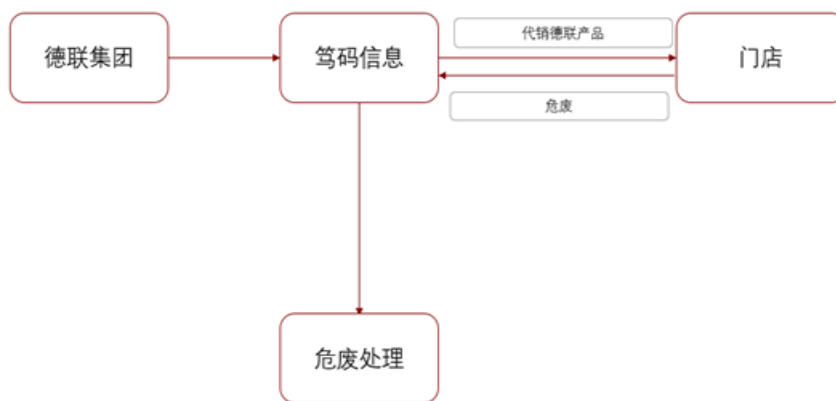 代销德联产品
德联集团
笃码信息
门店
危废
危废处理